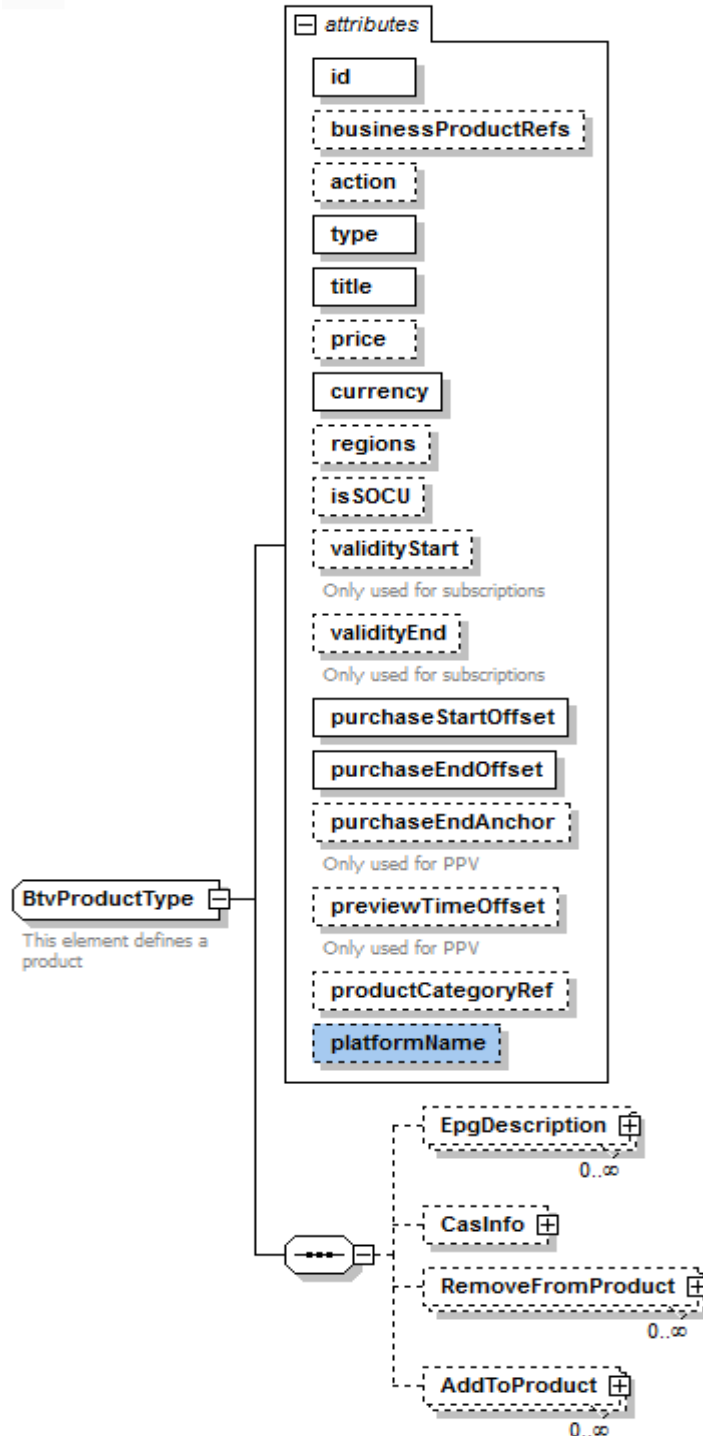 attributes
id
businessProductRefs
action
type
title
price
currency
regions
isSOCU
validityStart
Only used for subscriptions
validityEnd
Only used for subscriptions
purchaseStartOffset
purchaseEndOffset
purchaseEndAnchor
Only used for PPV
previewTimeOffset
Only used for PPV
productCategoryRef
platformName
BtvProductType
This element defines a
product
EpgDescription
0..∞
CasInfo
RemoveFromProduct
0..∞
AddToProduct
0..∞